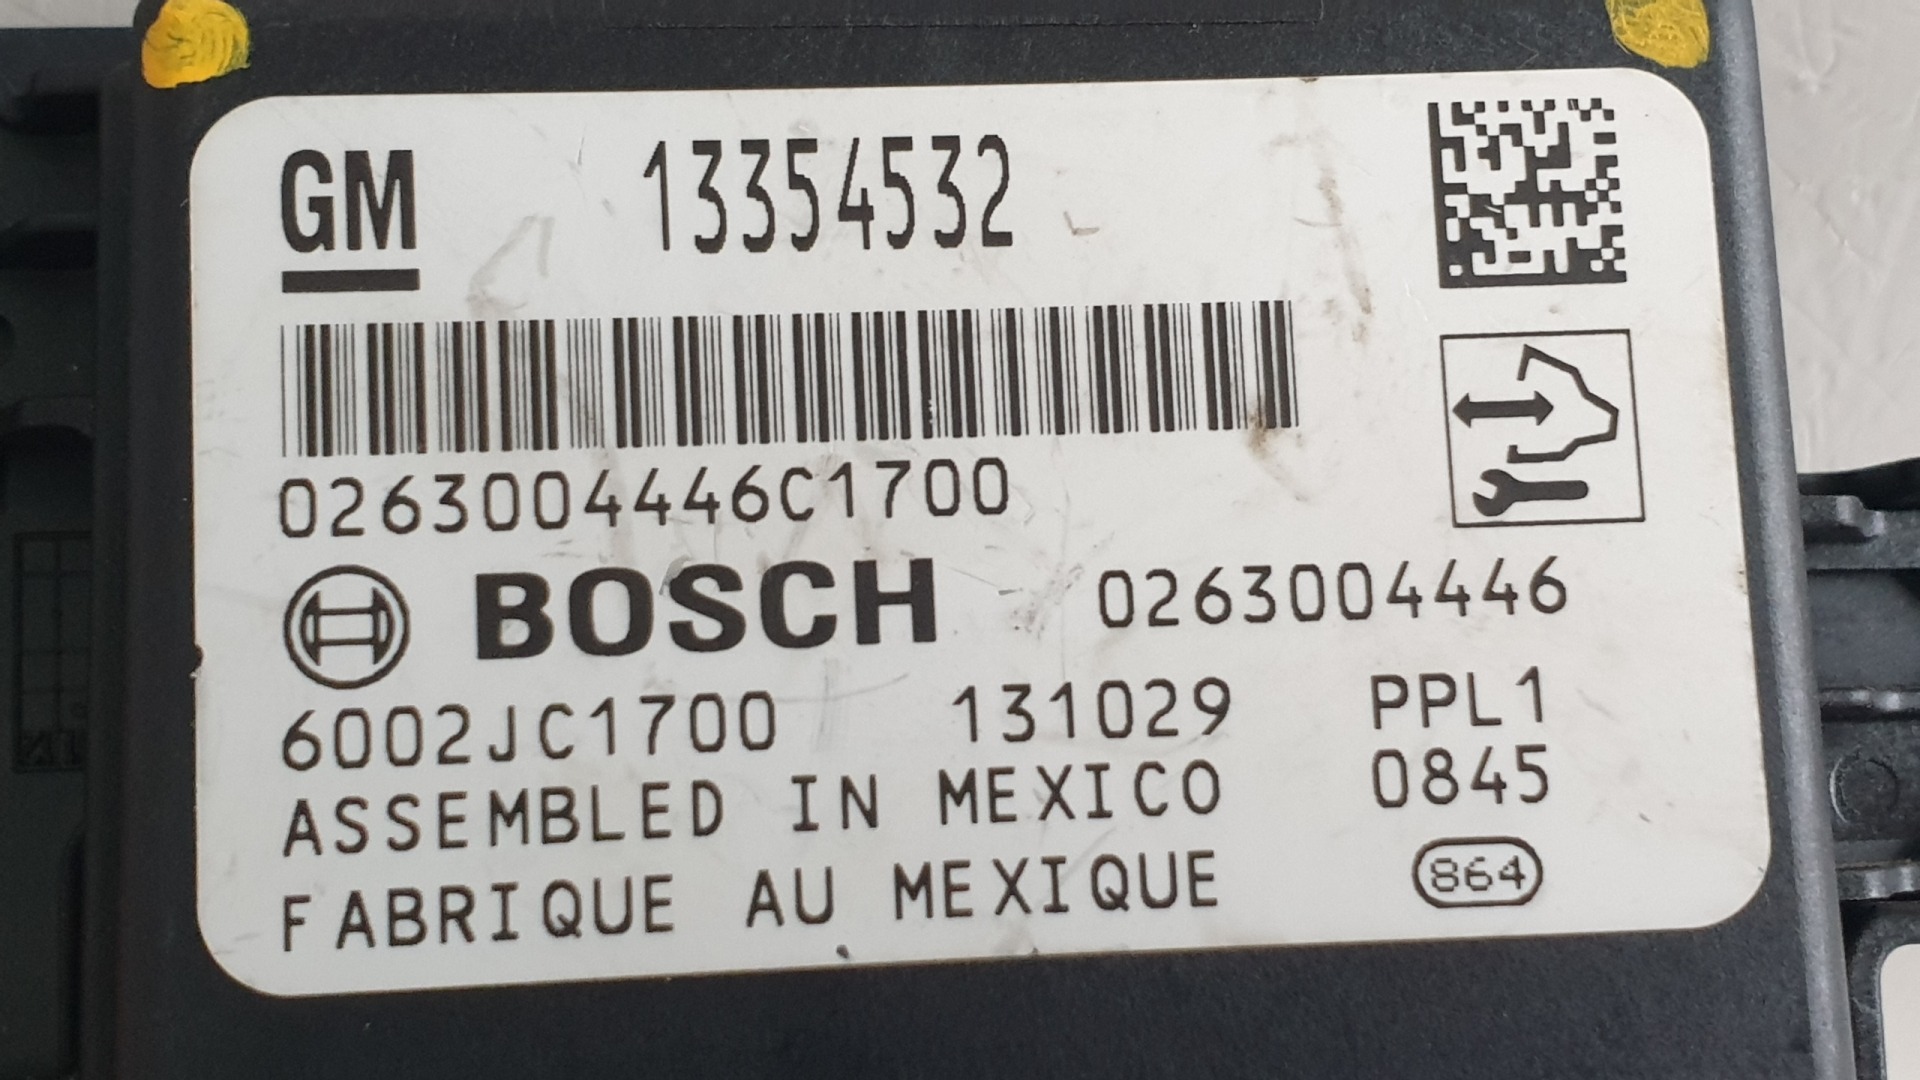 GM 13354532
0263004446C1700
BOSCH 0263004446
6002JC1700 131029 PPL1
ASSEMBLED IN MEXICO 0845
FABRIQUE AU MEXIQUE 864